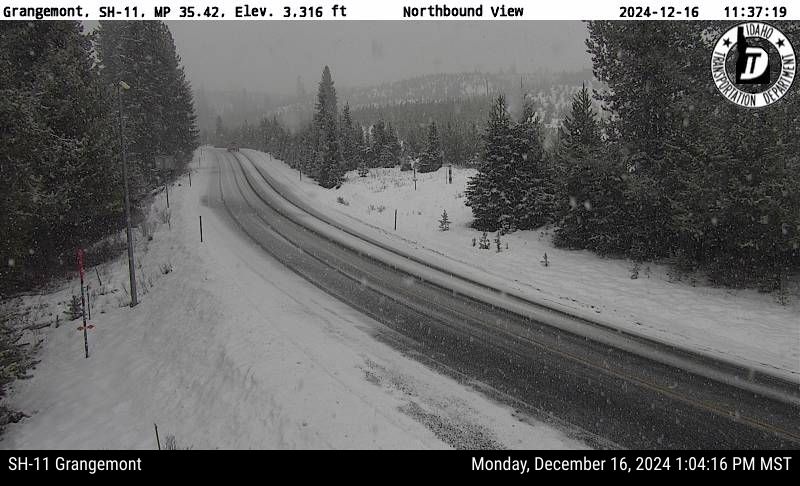 Grangemont, SH-11, MP 35.42, Elev. 3,316 ft Northbound View 2024-12-16 11:37:19
IDAHO TRANSPORTATION DEPARTMENT
SH-11 Grangemont Monday, December 16, 2024 1:04:16 PM MST